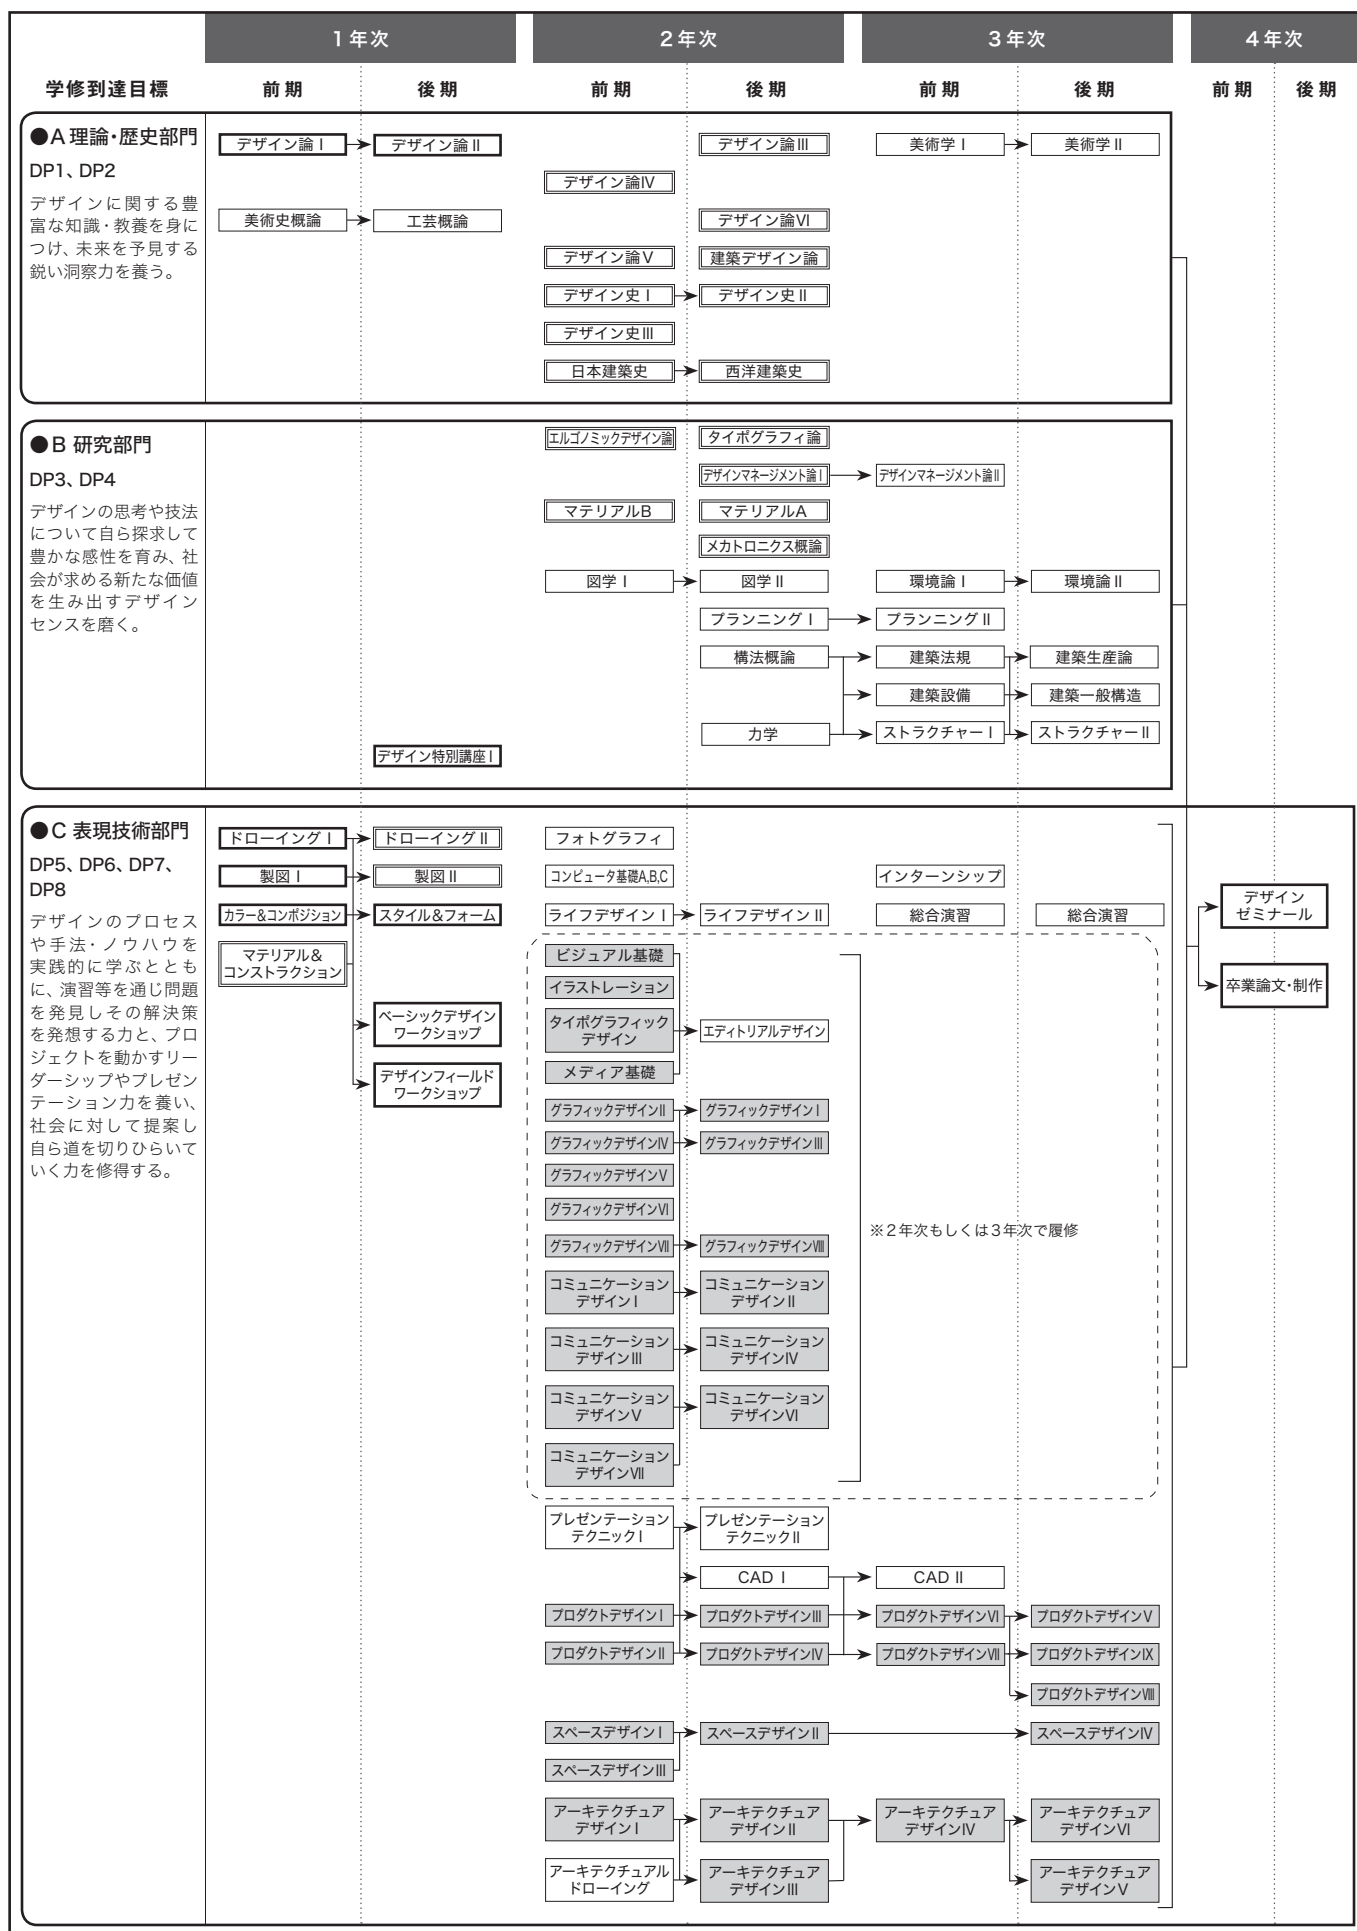 1年次
2年次
3年次
4年次
学修到達目標
前期
後期
前期
後期
前期
後期
前期
後期
●A 理論・歴史部門
DP1、DP2
デザインに関する豊
富な知識・教養を身に
つけ、未来を予見する
鋭い洞察力を養う。
デザイン論Ⅰ
デザイン論Ⅱ
デザイン論Ⅲ
美術学Ⅰ
美術学Ⅱ
デザイン論Ⅳ
美術史概論
工芸概論
デザイン論Ⅵ
デザイン論Ⅴ
建築デザイン論
デザイン史Ⅰ
デザイン史Ⅱ
デザイン史Ⅲ
日本建築史
西洋建築史
●B 研究部門
DP3、DP4
デザインの思考や技法
について自ら探求して
豊かな感性を育み、社
会が求める新たな価値
を生み出すデザイン
センスを磨く。
エルゴノミックデザイン論
タイポグラフィ論
デザインマネージメント論Ⅰ
デザインマネージメント論Ⅱ
マテリアルB
マテリアルA
メカトロニクス概論
図学Ⅰ
図学Ⅱ
環境論Ⅰ
環境論Ⅱ
プランニングⅠ
プランニングⅡ
構法概論
建築法規
建築生産論
建築設備
建築一般構造
力学
ストラクチャーⅠ
ストラクチャーⅡ
デザイン特別講座Ⅰ
●C 表現技術部門
DP5、DP6、DP7、
DP8
デザインのプロセス
や手法・ノウハウを
実践的に学ぶととも
に、演習等を通じ問題
を発見しその解決策
を発想する力と、プロ
ジェクトを動かすリー
ダーシップやプレゼン
テーション力を養い、
社会に対して提案し
自ら道を切りひらいて
いく力を修得する。
ドローイングⅠ
ドローイングⅡ
フォトグラフィ
製図Ⅰ
製図Ⅱ
コンピュータ基礎A,B,C
インターンシップ
カラー&コンポジション
スタイル&フォーム
ライフデザインⅠ
ライフデザインⅡ
総合演習
総合演習
デザイン
ゼミナール
マテリアル&
コンストラクション
ビジュアル基礎
イラストレーション
卒業論文・制作
ベーシックデザイン
ワークショップ
タイポグラフィック
デザイン
エディトリアルデザイン
デザインフィールド
ワークショップ
メディア基礎
グラフィックデザインⅡ
グラフィックデザインⅠ
グラフィックデザインⅣ
グラフィックデザインⅢ
グラフィックデザインⅤ
グラフィックデザインⅥ
グラフィックデザインⅦ
グラフィックデザインⅧ
※2年次もしくは3年次で履修
コミュニケーション
デザインⅠ
コミュニケーション
デザインⅡ
コミュニケーション
デザインⅢ
コミュニケーション
デザインⅣ
コミュニケーション
デザインⅤ
コミュニケーション
デザインⅥ
コミュニケーション
デザインⅦ
プレゼンテーション
テクニックⅠ
プレゼンテーション
テクニックⅡ
CAD Ⅰ
CAD Ⅱ
プロダクトデザインⅠ
プロダクトデザインⅢ
プロダクトデザインⅥ
プロダクトデザインⅤ
プロダクトデザインⅡ
プロダクトデザインⅣ
プロダクトデザインⅦ
プロダクトデザインⅨ
プロダクトデザインⅧ
スペースデザインⅠ
スペースデザインⅡ
スペースデザインⅣ
スペースデザインⅢ
アーキテクチュア
デザインⅠ
アーキテクチュア
デザインⅡ
アーキテクチュア
デザインⅣ
アーキテクチュア
デザインⅥ
アーキテクチュアル
ドローイング
アーキテクチュア
デザインⅢ
アーキテクチュア
デザインⅤ